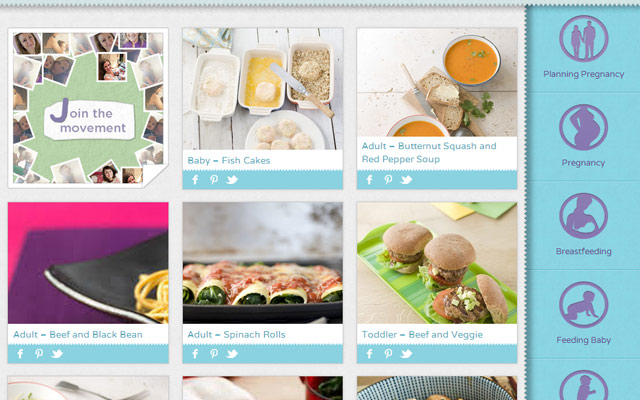 Join the
movement
Baby – Fish Cakes
Adult – Butternut Squash and
Red Pepper Soup
Adult – Beef and Black Bean
Adult – Spinach Rolls
Toddler – Beef and Veggie
Planning Pregnancy
Pregnancy
Breastfeeding
Feeding Baby